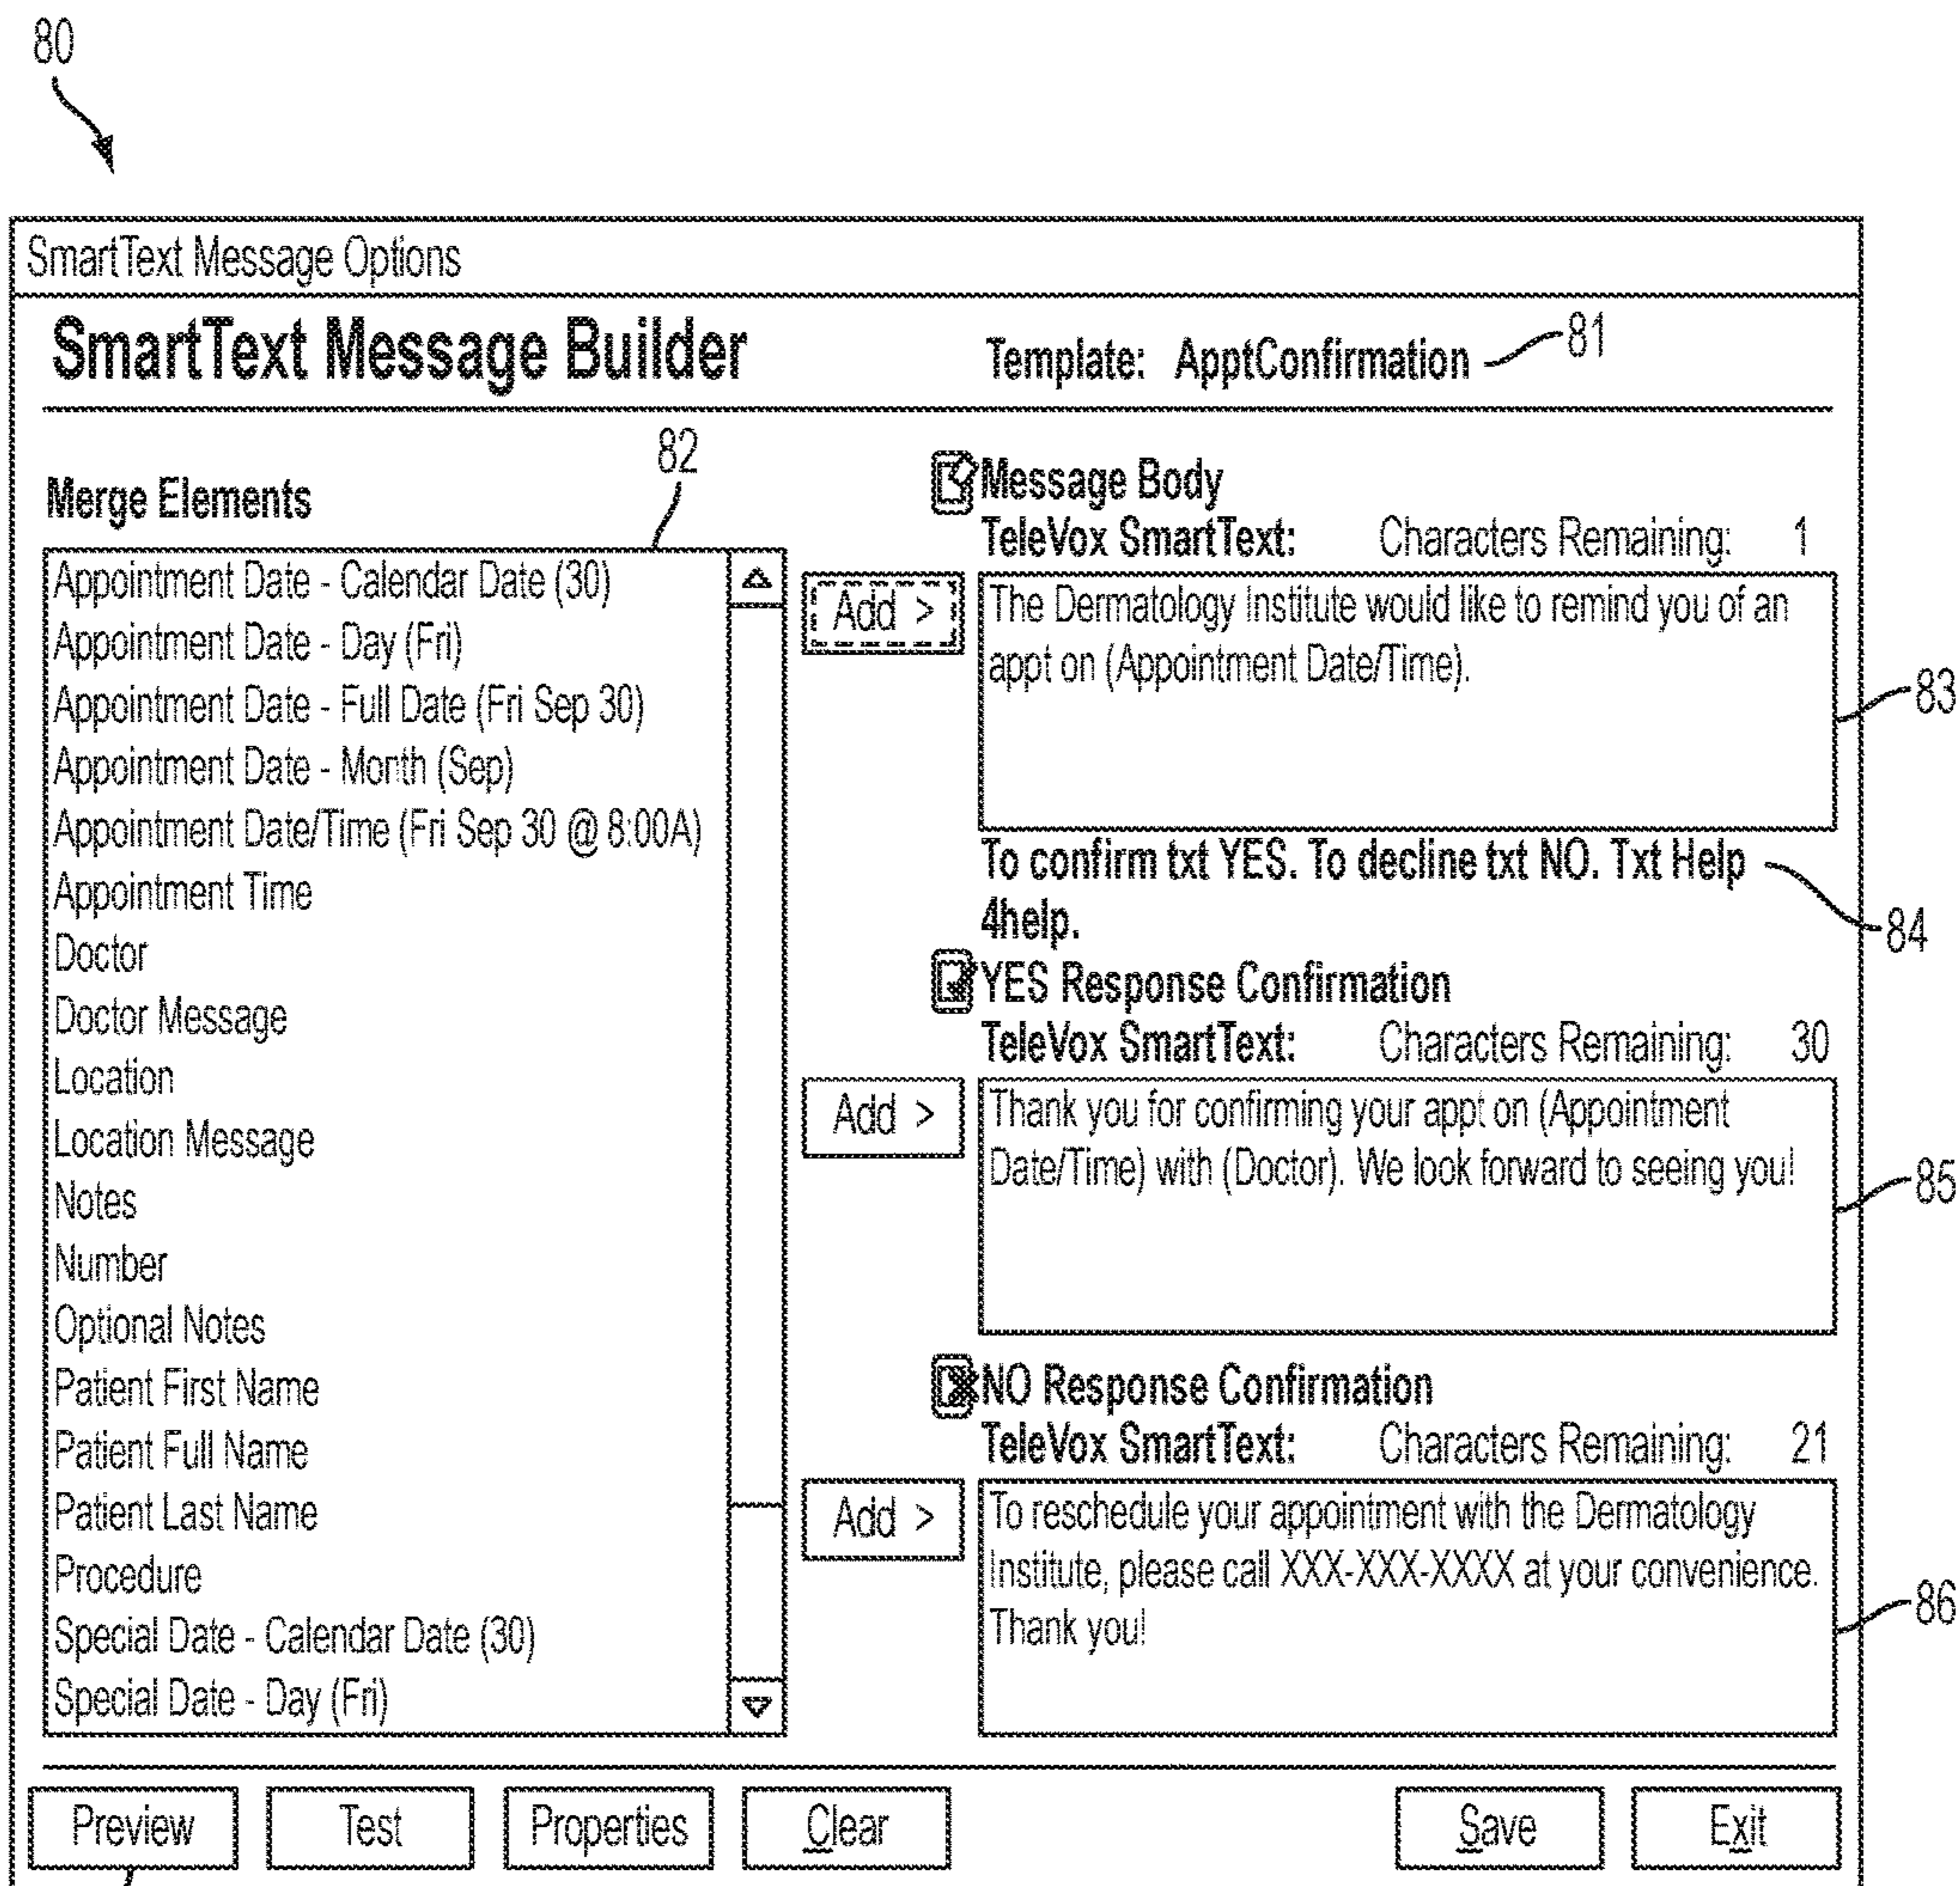 80
SmartText Message Options
SmartText Message Builder
Template: ApptConfirmation
81
Merge Elements
82
Appointment Date - Calendar Date (30)
Appointment Date - Day (Fri)
Appointment Date - Full Date (Fri Sep 30)
Appointment Date - Month (Sep)
Appointment Date/Time (Fri Sep 30 @ 8:00A)
Appointment Time
Doctor
Doctor Message
Location
Location Message
Notes
Number
Optional Notes
Patient First Name
Patient Full Name
Patient Last Name
Procedure
Special Date - Calendar Date (30)
Special Date - Day (Fri)
Message Body
TeleVox SmartText: Characters Remaining: 1
Add >
The Dermatology Institute would like to remind you of an
appt on (Appointment Date/Time).
83
To confirm txt YES. To decline txt NO. Txt Help
4help.
84
YES Response Confirmation
TeleVox SmartText: Characters Remaining: 30
Add >
Thank you for confirming your appt on (Appointment
Date/Time) with (Doctor). We look forward to seeing you!
85
NO Response Confirmation
TeleVox SmartText: Characters Remaining: 21
Add >
To reschedule your appointment with the Dermatology
Institute, please call XXX-XXX-XXXX at your convenience.
Thank you!
86
Preview Test Properties Clear Save Exit